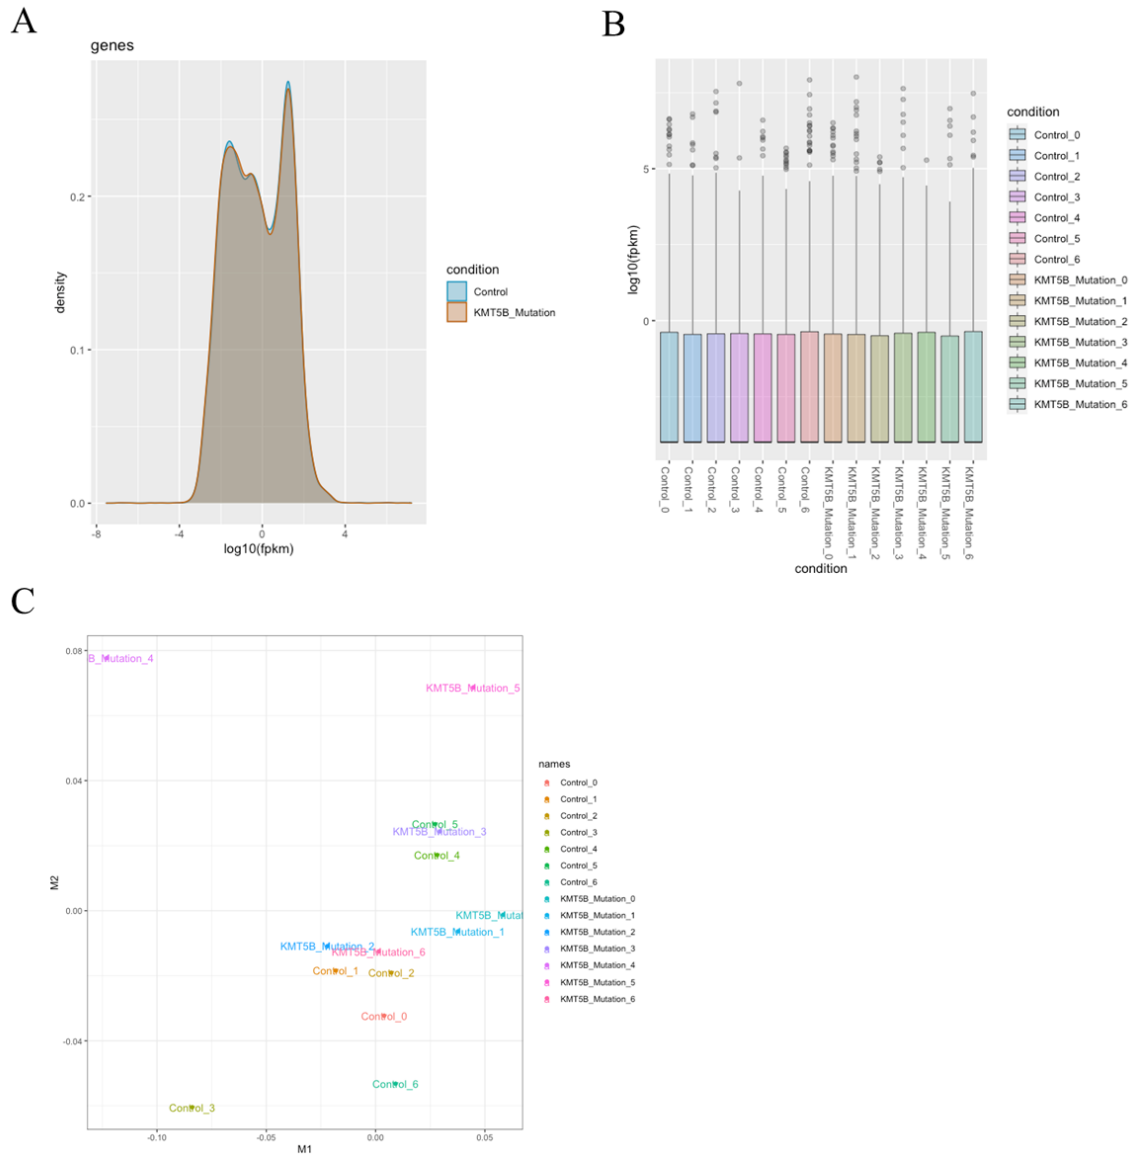 A
genes
0.2
0.1
0.0
density
-8
-4
0
4
log10(fpkm)
condition
Control
KMT5B_Mutation
B
5
0
log10(fpkm)
Control_0
Control_1
Control_2
Control_3
Control_4
Control_5
Control_6
KMT5B_Mutation_0
KMT5B_Mutation_1
KMT5B_Mutation_2
KMT5B_Mutation_3
KMT5B_Mutation_4
KMT5B_Mutation_5
KMT5B_Mutation_6
condition
condition
Control_0
Control_1
Control_2
Control_3
Control_4
Control_5
Control_6
KMT5B_Mutation_0
KMT5B_Mutation_1
KMT5B_Mutation_2
KMT5B_Mutation_3
KMT5B_Mutation_4
KMT5B_Mutation_5
KMT5B_Mutation_6
C
0.08
0.04
0.00
-0.04
M2
B_Mutation_4
KMT5B_Mutation_5
Control_5
KMT5B_Mutation_3
Control_4
KMT5B_Mutat
KMT5B_Mutation_1
KMT5B_Mutation_2
KMT5B_Mutation_6
Control_1
Control_2
Control_0
Control_6
Control_3
-0.10
-0.05
0.00
0.05
M1
names
Control_0
Control_1
Control_2
Control_3
Control_4
Control_5
Control_6
KMT5B_Mutation_0
KMT5B_Mutation_1
KMT5B_Mutation_2
KMT5B_Mutation_3
KMT5B_Mutation_4
KMT5B_Mutation_5
KMT5B_Mutation_6